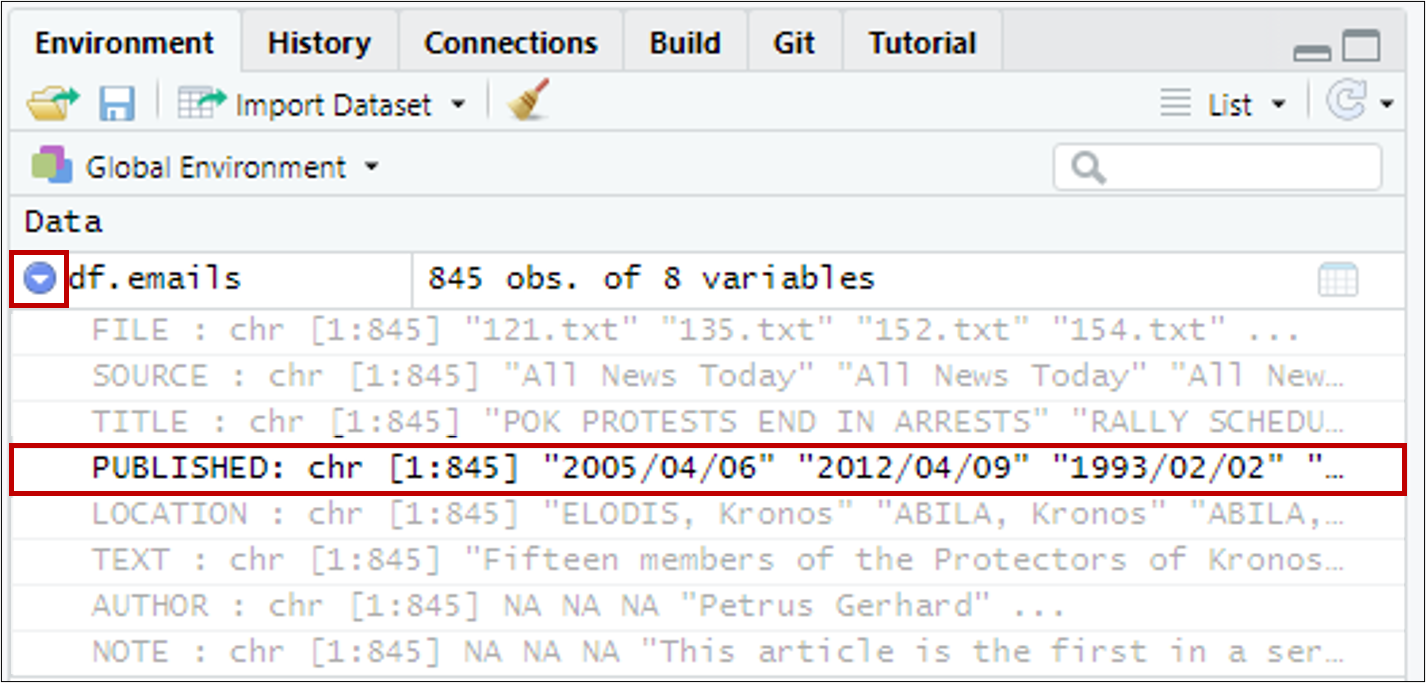 Environment History Connections Build Git Tutorial
Import Dataset List
Global Environment
Data
df.emails 845 obs. of 8 variables
FILE : chr [1:845] "121.txt" "135.txt" "152.txt" "154.txt" ...
SOURCE : chr [1:845] "All News Today" "All News Today" "All New…
TITLE : chr [1:845] "POK PROTESTS END IN ARRESTS" "RALLY SCHEDU…
PUBLISHED: chr [1:845] "2005/04/06" "2012/04/09" "1993/02/02" "…
LOCATION : chr [1:845] "ELODIS, Kronos" "ABILA, Kronos" "ABILA,…
TEXT : chr [1:845] "Fifteen members of the Protectors of Kronos…
AUTHOR : chr [1:845] NA NA NA "Petrus Gerhard" ...
NOTE : chr [1:845] NA NA NA "This article is the first in a ser…